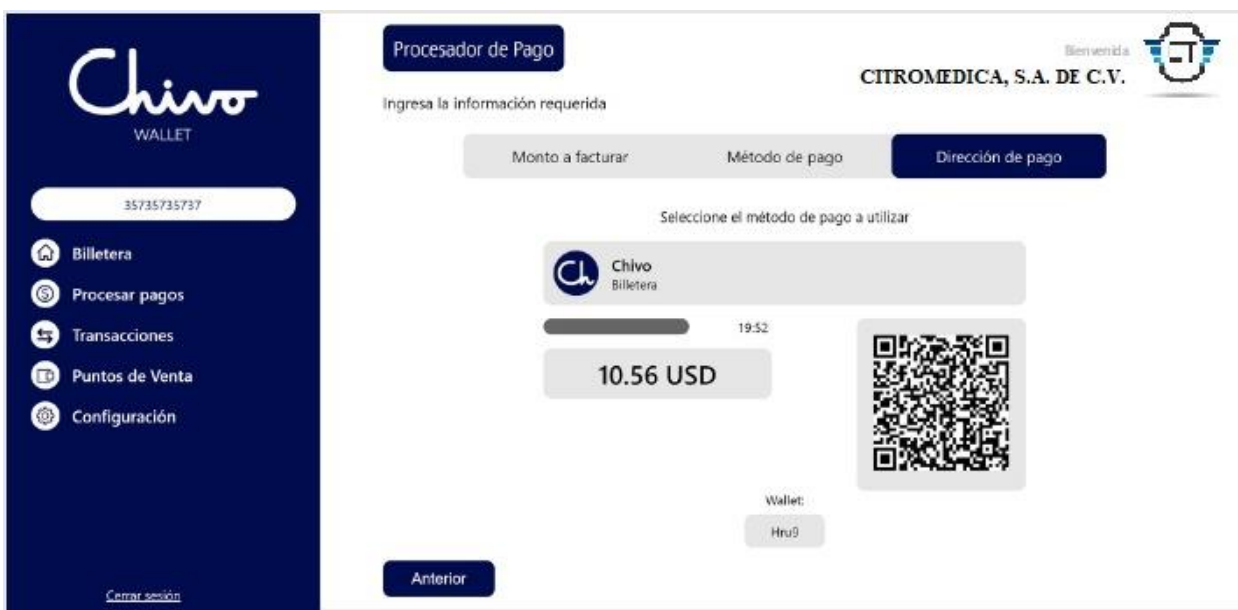 Chivo
WALLET
35735735737
Billetera
Procesar pagos
Transacciones
Puntos de Venta
Configuración
Cerrar sesión
Procesador de Pago
Bienvenida
CITROMEDICA, S.A. DE C.V.
CT
Ingresa la información requerida
Monto a facturar
Método de pago
Dirección de pago
Seleccione el método de pago a utilizar
Ch
Chivo
Billetera
19:52
10.56 USD
Wallet:
Hru9
Anterior